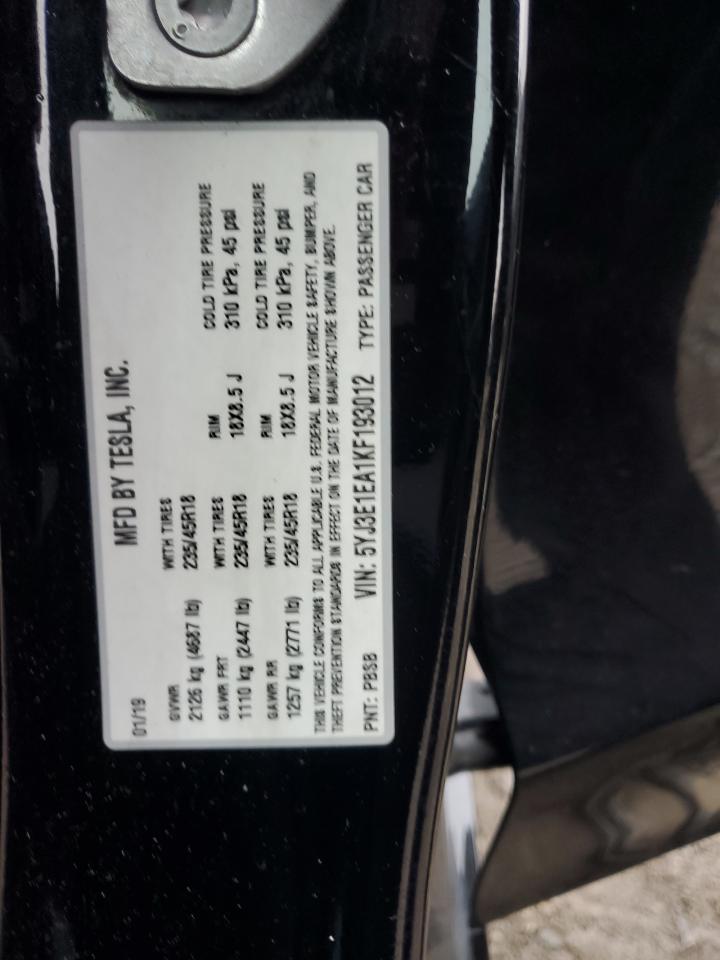 MFD BY TESLA, INC.
01/19
GVWR WITH TIRES
2126 kg (4687 lb) 235/45R18
GAWR FRT WITH TIRES RIM COLD TIRE PRESSURE
1110 kg (2447 lb) 235/45R18 18X8.5 J 310 kPa, 45 psi
GAWR RR WITH TIRES RIM COLD TIRE PRESSURE
1257 kg (2771 lb) 235/45R18 18X8.5 J 310 kPa, 45 psi
THIS VEHICLE CONFORMS TO ALL APPLICABLE U.S. FEDERAL MOTOR VEHICLE SAFETY, BUMPER, AND
THEFT PREVENTION STANDARDS IN EFFECT ON THE DATE OF MANUFACTURE SHOWN ABOVE.
PNT: PBSB VIN: 5YJ3E1EA1KF193012 TYPE: PASSENGER CAR